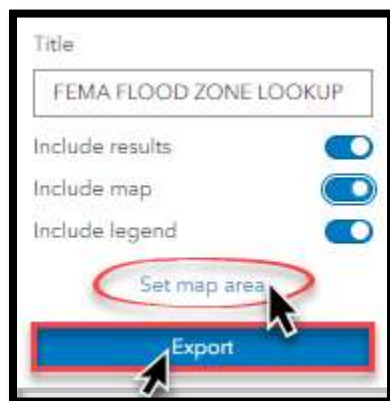 Title
FEMA FLOOD ZONE LOOKUP
Include results
Include map
Include legend
Set map area
Export